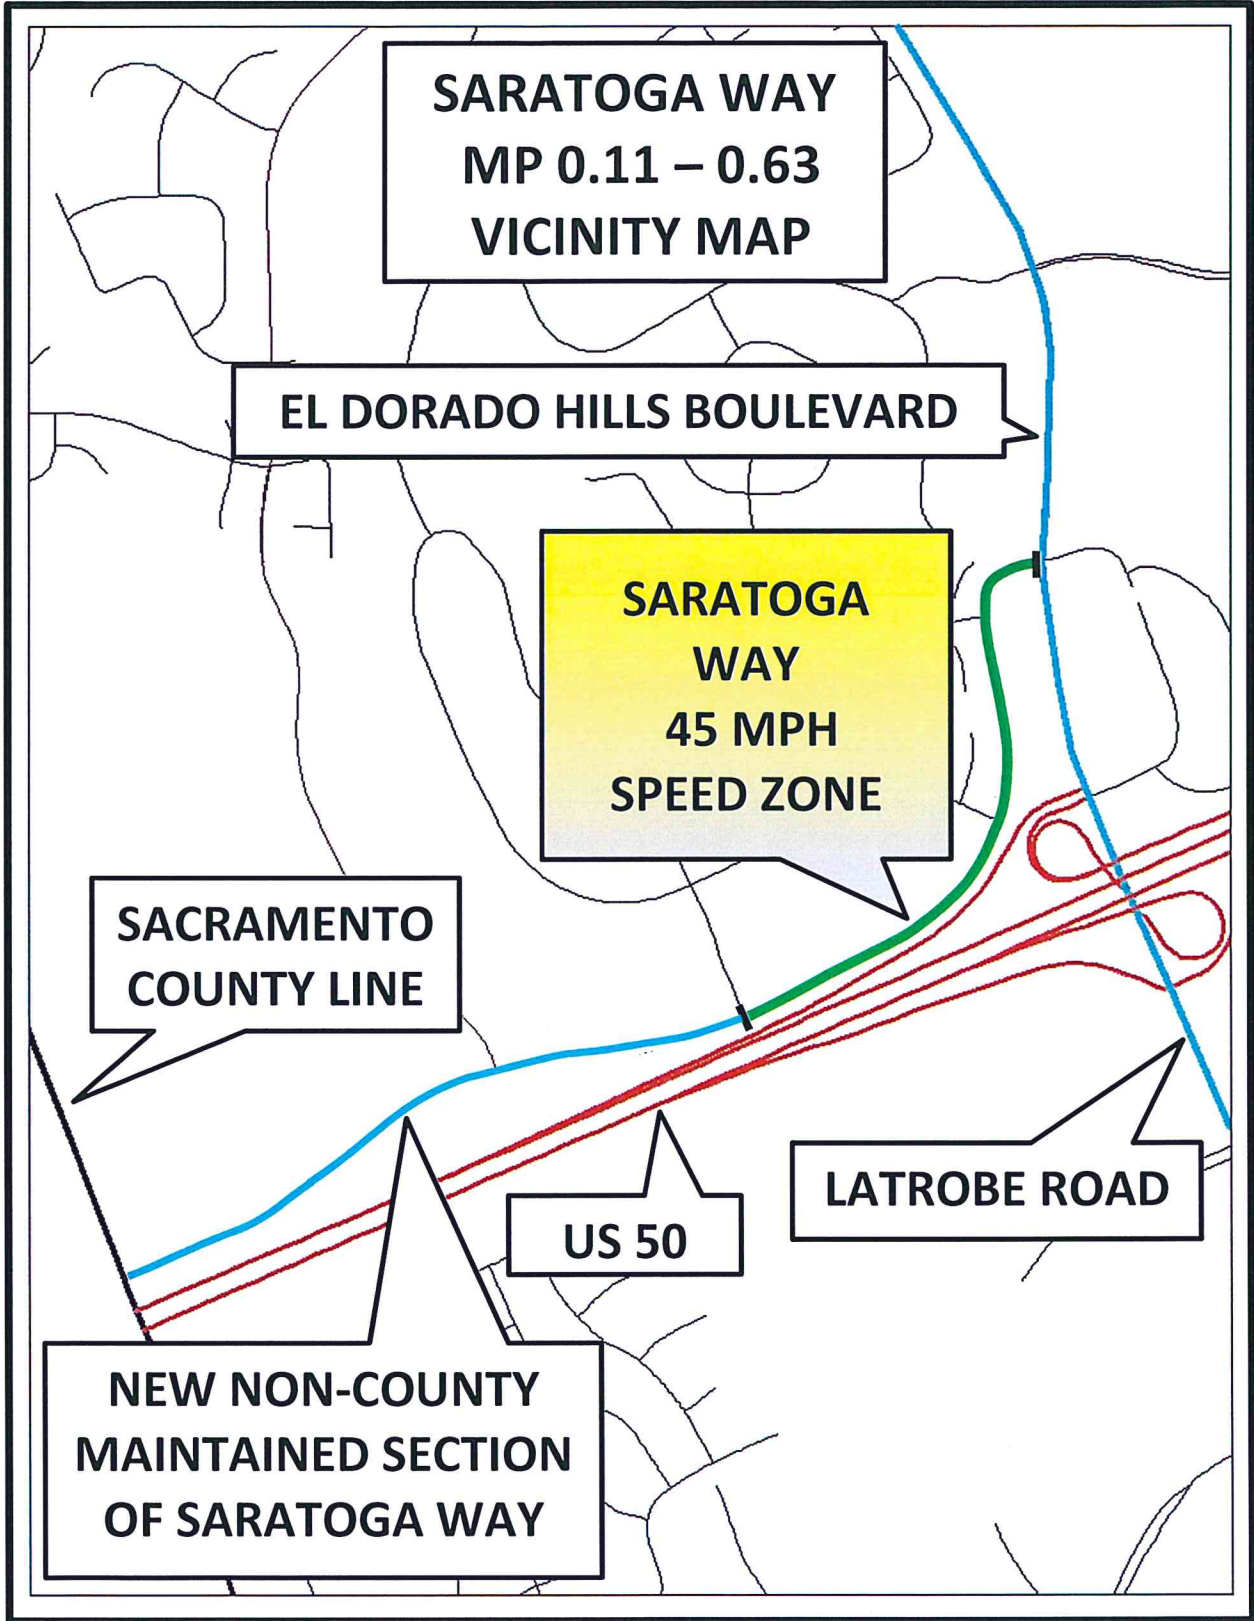 SARATOGA WAY
MP 0.11 – 0.63
VICINITY MAP
EL DORADO HILLS BOULEVARD
SARATOGA
WAY
45 MPH
SPEED ZONE
SACRAMENTO
COUNTY LINE
LATROBE ROAD
US 50
NEW NON-COUNTY
MAINTAINED SECTION
OF SARATOGA WAY